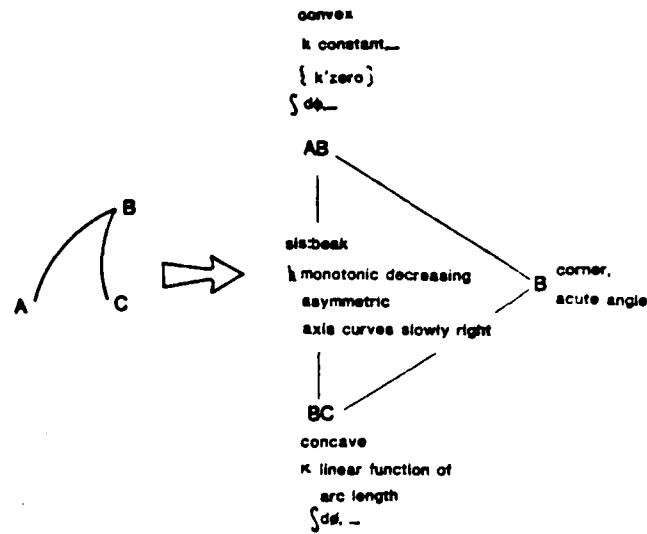 convex
k constant,_
{ k' zero }
∫ dφ,_
AB
B
A
C
sls:beak
k monotonic decreasing
asymmetric
axis curves slowly right
B
corner,
acute angle
BC
concave
κ linear function of
arc length
∫dø, _